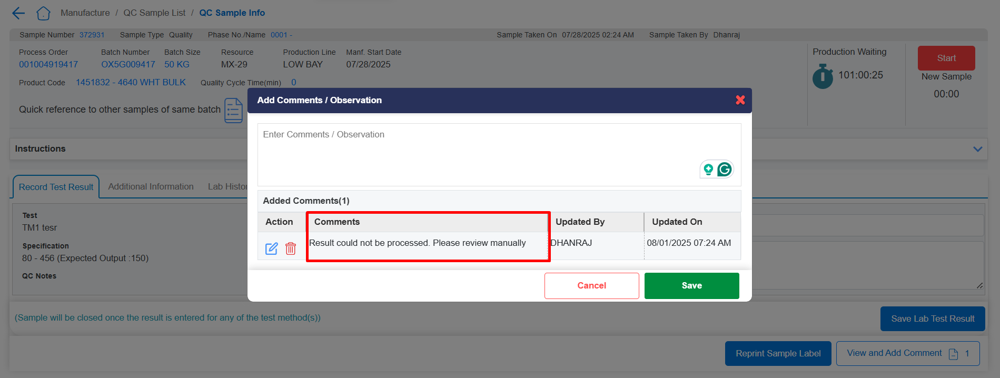 Manufacture / QC Sample List / QC Sample Info
Sample Number 372931 Sample Type Quality Phase No./Name 0001 - Sample Taken On 07/28/2025 02:24 AM Sample Taken By Dhanraj
Process Order Batch Number Batch Size Resource Production Line Manf. Start Date
001004919417 OX5G009417 50 KG MX-29 LOW BAY 07/28/2025
Product Code 1451832 - 4640 WHT BULK Quality Cycle Time(min) 0
Quick reference to other samples of same batch
Production Waiting
101:00:25
Start
New Sample
00:00
Instructions
Record Test Result Additional Information Lab Histor
Test
TM1 tesr
Specification
80 - 456 (Expected Output :150)
QC Notes
Add Comments / Observation
Enter Comments / Observation
Added Comments(1)
Action Comments Updated By Updated On
Result could not be processed. Please review manually DHANRAJ 08/01/2025 07:24 AM
Cancel Save
(Sample will be closed once the result is entered for any of the test method(s))
Save Lab Test Result
Reprint Sample Label View and Add Comment 1